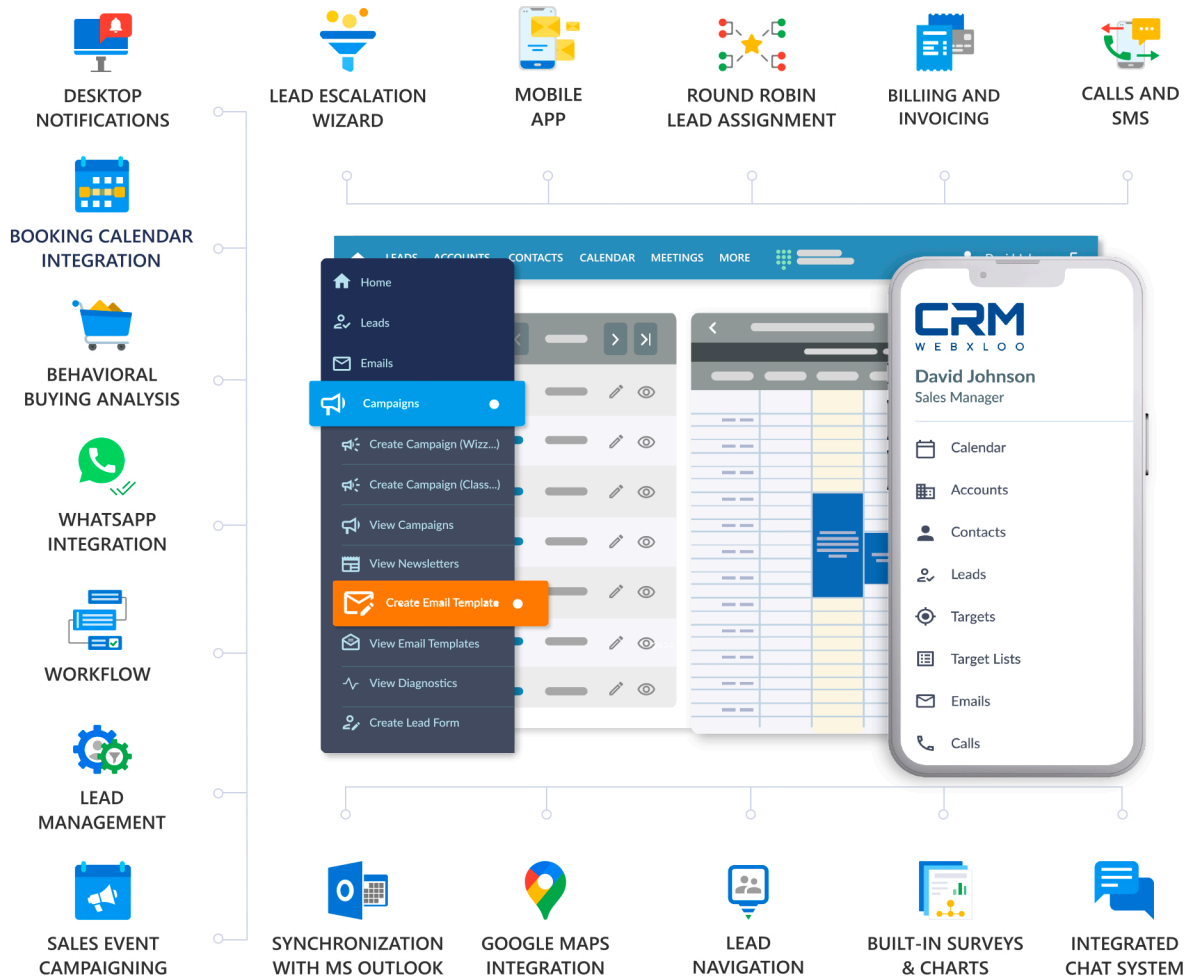 DESKTOP
NOTIFICATIONS
LEAD ESCALATION
WIZARD
MOBILE
APP
ROUND ROBIN
LEAD ASSIGNMENT
BILLIING AND
INVOICING
CALLS AND
SMS
BOOKING CALENDAR
INTEGRATION
BEHAVIORAL
BUYING ANALYSIS
WHATSAPP
INTEGRATION
WORKFLOW
LEAD
MANAGEMENT
SALES EVENT
CAMPAIGNING
LEADS ACCOUNTS CONTACTS CALENDAR MEETINGS MORE
Home
Leads
Emails
Campaigns
Create Campaign (Wizz...)
Create Campaign (Class...)
View Campaigns
View Newsletters
Create Email Template
View Email Templates
View Diagnostics
Create Lead Form
CRM
WEBXLOO
David Johnson
Sales Manager
Calendar
Accounts
Contacts
Leads
Targets
Target Lists
Emails
Calls
SYNCHRONIZATION
WITH MS OUTLOOK
GOOGLE MAPS
INTEGRATION
LEAD
NAVIGATION
BUILT-IN SURVEYS
& CHARTS
INTEGRATED
CHAT SYSTEM